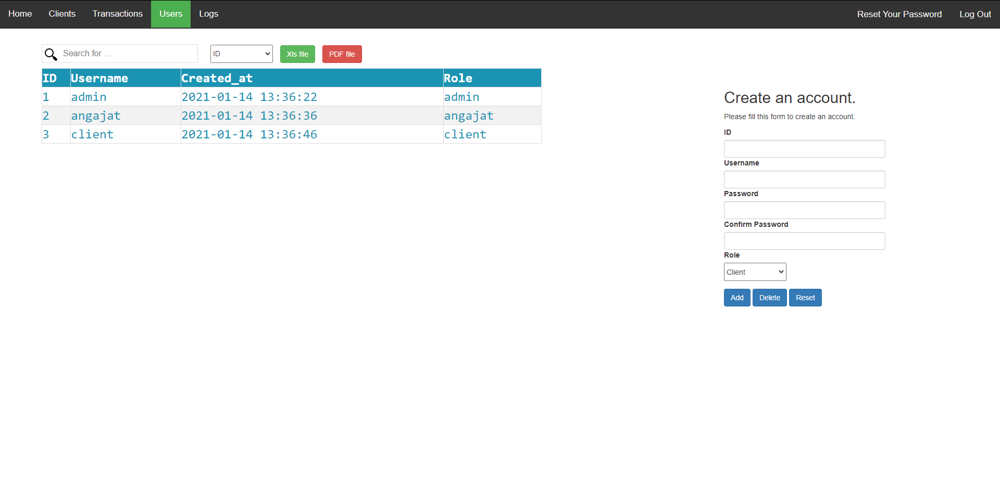 Home Clients Transactions Users Logs Reset Your Password Log Out
Search for ... ID Xls file PDF file
ID Username Created_at Role
1 admin 2021-01-14 13:36:22 admin
2 angajat 2021-01-14 13:36:36 angajat
3 client 2021-01-14 13:36:46 client
Create an account.
Please fill this form to create an account.
ID
Username
Password
Confirm Password
Role
Client
Add Delete Reset